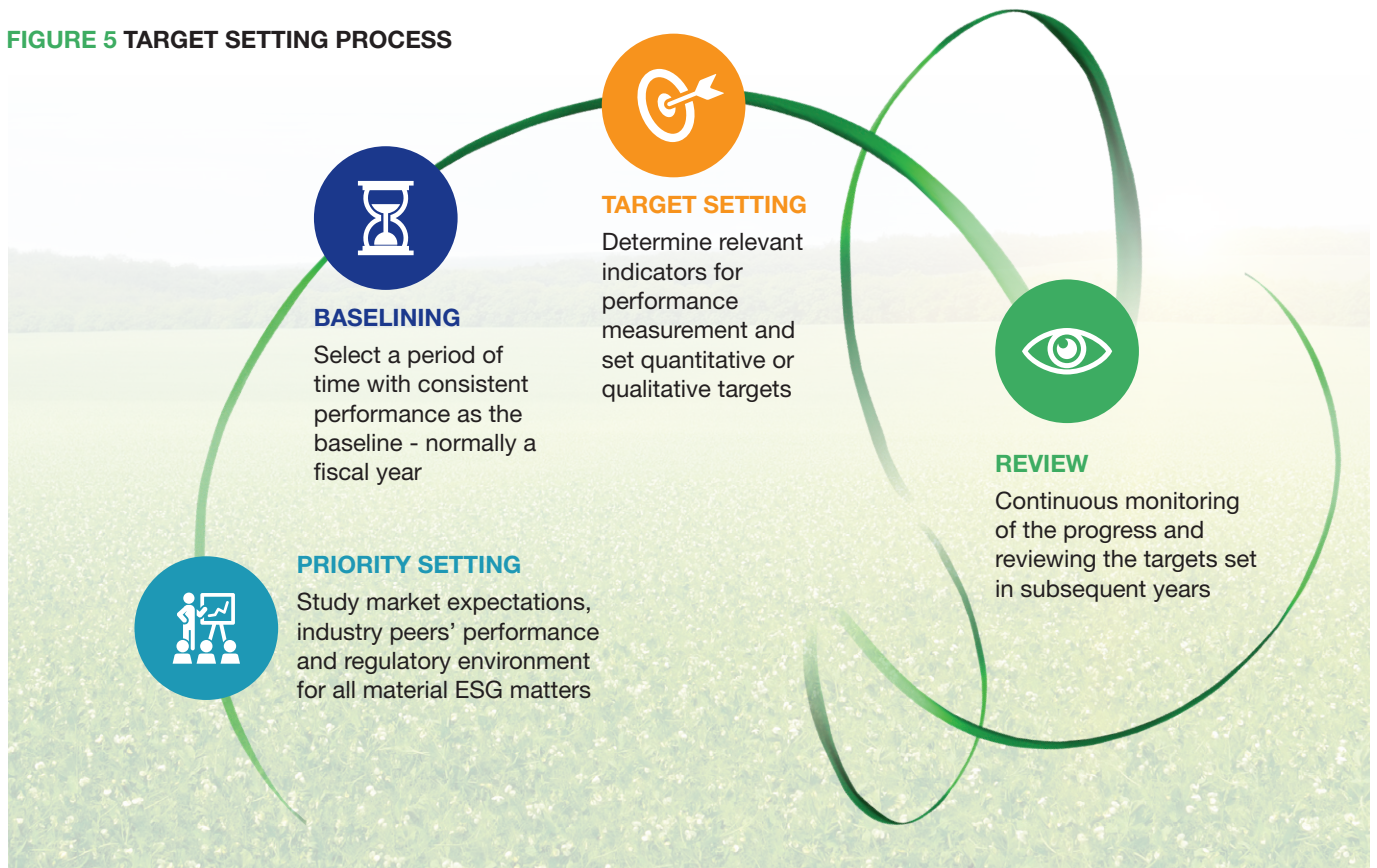 FIGURE 5 TARGET SETTING PROCESS
TARGET SETTING
Determine relevant
indicators for
performance
measurement and
set quantitative or
qualitative targets
BASELINING
Select a period of
time with consistent
performance as the
baseline - normally a
fiscal year
REVIEW
Continuous monitoring
of the progress and
reviewing the targets set
in subsequent years
PRIORITY SETTING
Study market expectations,
industry peers’ performance
and regulatory environment
for all material ESG matters